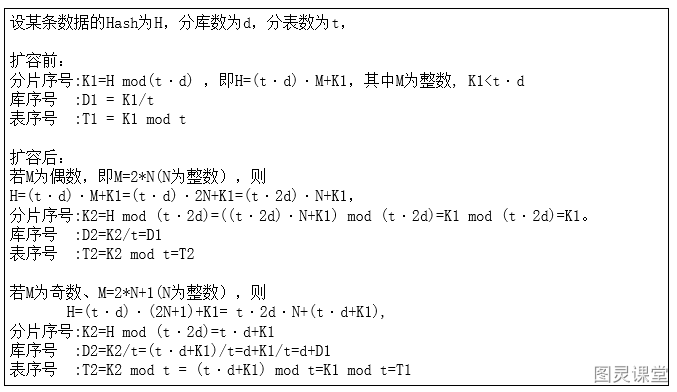 设某条数据的Hash为H，分库数为d，分表数为t，
扩容前：
分片序号:K1=H mod(t·d) ，即H=(t·d)·M+K1，其中M为整数, K1<t·d
库序号  :D1 = K1/t
表序号  :T1 = K1 mod t
扩容后：
若M为偶数，即M=2*N(N为整数)，则
H=(t·d)·M+K1=(t·d)·2N+K1=(t·2d)·N+K1，
分片序号:K2=H mod (t·2d)=((t·2d)·N+K1) mod (t·2d)=K1 mod (t·2d)=K1。
库序号  :D2=K2/t=D1
表序号  :T2=K2 mod t=T2
若M为奇数、M=2*N+1(N为整数)，则
H=(t·d)·(2N+1)+K1= t·2d·N+(t·d+K1),
分片序号:K2=H mod (t·2d)=t·d+K1
库序号  :D2=K2/t=(t·d+K1)/t=d+K1/t=d+D1
表序号  :T2=K2 mod t = (t·d+K1) mod t=K1 mod t=T1
图灵课堂